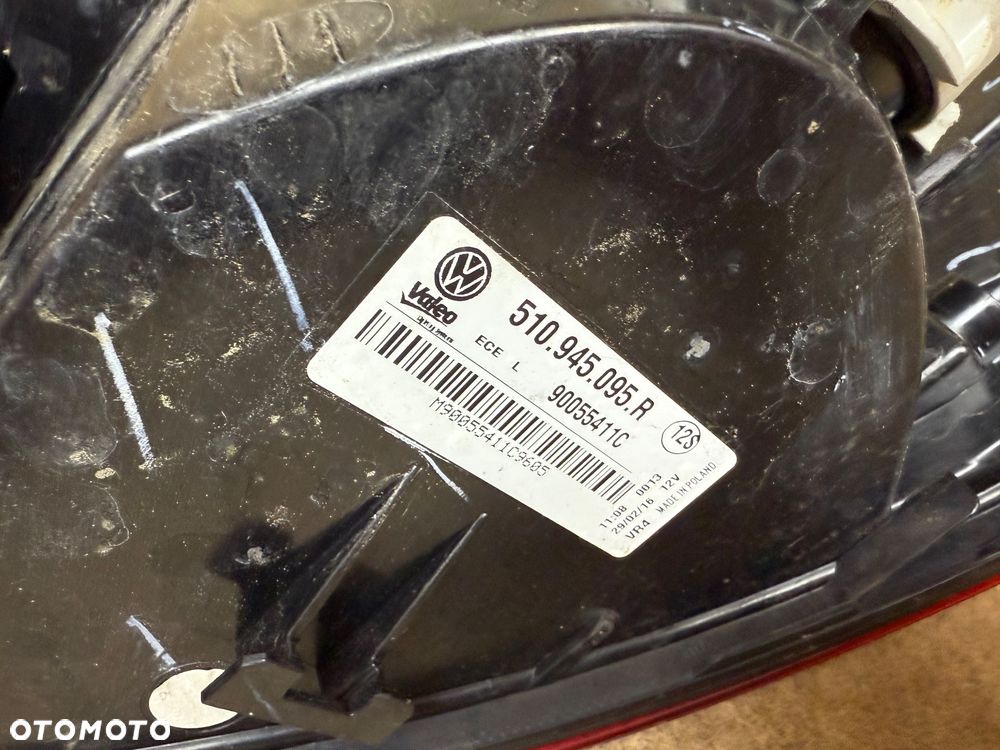 Valeo
510.945.095.R
ECE L 90055411C
12S
M90055411C9605
11:08 0013
29/02/16 12V
VR4 MADE IN POLAND
OTOMOTO